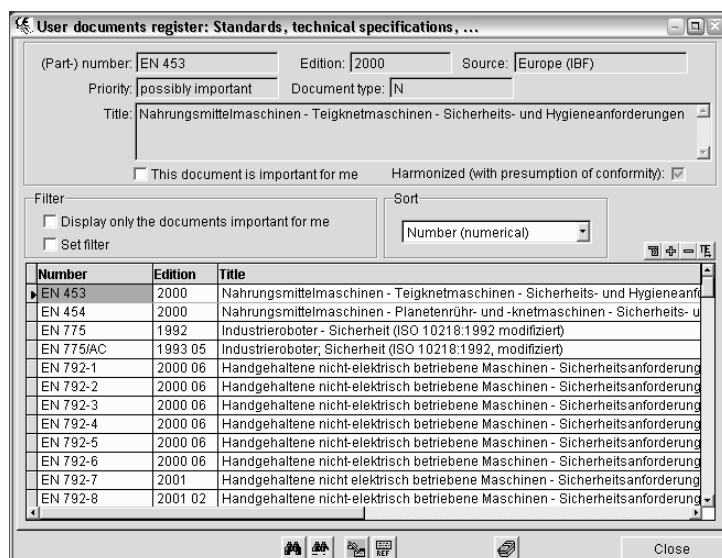 User documents register: Standards, technical specifications, ...
(Part-) number: EN 453 Edition: 2000 Source: Europe (IBF)
Priority: possibly important Document type: N
Title: Nahrungsmittelmaschinen - Teigknetmaschinen - Sicherheits- und Hygieneanforderungen
This document is important for me Harmonized (with presumption of conformity):
Filter Sort
Display only the documents important for me
Number (numerical)
Set filter
Number Edition Title
EN 453 2000 Nahrungsmittelmaschinen - Teigknetmaschinen - Sicherheits- und Hygieneanfo
EN 454 2000 Nahrungsmittelmaschinen - Planetenrühr- und -knetmaschinen - Sicherheits- u
EN 775 1992 Industrieroboter - Sicherheit (ISO 10218:1992 modifiziert)
EN 775/AC 1993 05 Industrieroboter; Sicherheit (ISO 10218:1992, modifiziert)
EN 792-1 2000 06 Handgehaltene nicht-elektrisch betriebene Maschinen - Sicherheitsanforderung
EN 792-2 2000 06 Handgehaltene nicht-elektrisch betriebene Maschinen - Sicherheitsanforderung
EN 792-3 2000 06 Handgehaltene nicht-elektrisch betriebene Maschinen - Sicherheitsanforderung
EN 792-4 2000 06 Handgehaltene nicht-elektrisch betriebene Maschinen - Sicherheitsanforderung
EN 792-5 2000 06 Handgehaltene nicht-elektrisch betriebene Maschinen - Sicherheitsanforderung
EN 792-6 2000 06 Handgehaltene nicht-elektrisch betriebene Maschinen - Sicherheitsanforderung
EN 792-7 2001 Handgehaltene nicht-elektrisch betriebene Maschinen - Sicherheitsanforderung
EN 792-8 2001 02 Handgehaltene nicht-elektrisch betriebene Maschinen - Sicherheitsanforderung
REF Close